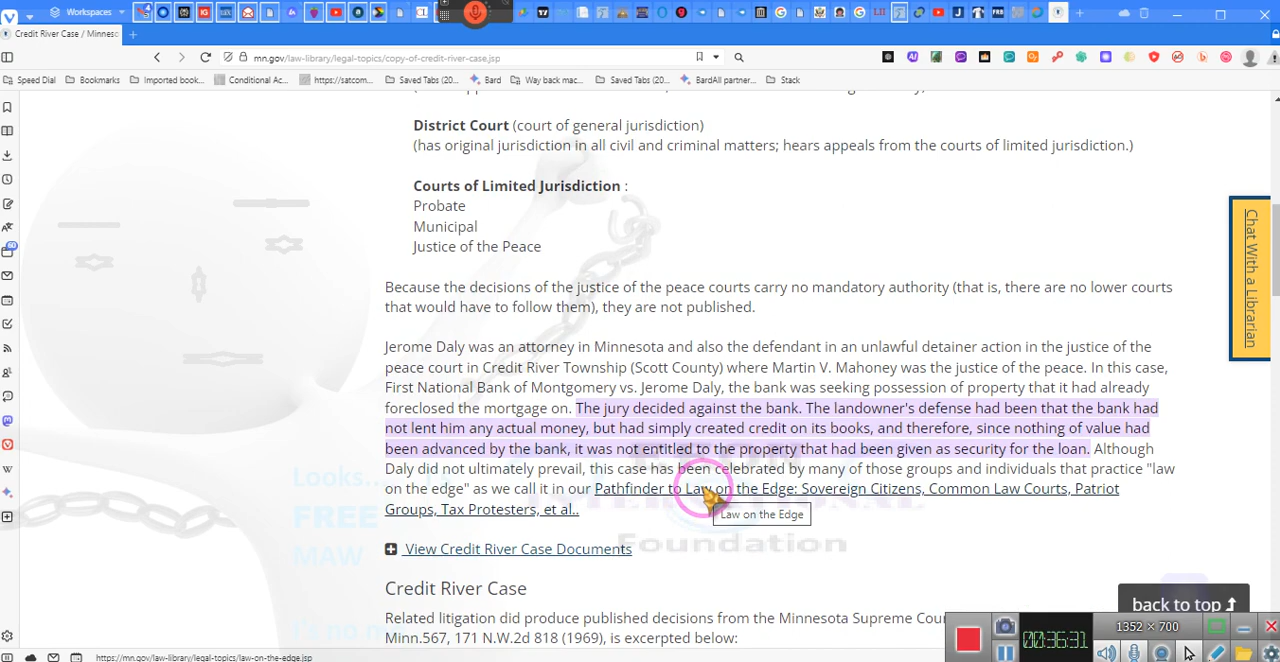 Workspaces
Credit River Case / Minneso
mn.gov/law-library/legal-topics/copy-of-credit-river-case.jsp
Speed Dial
Bookmarks
Imported book...
Conditional Ac...
https://satcom...
Saved Tabs (20...
Bard
Way back mac...
Saved Tabs (20...
BardAll partner...
Stack
District Court (court of general jurisdiction)
(has original jurisdiction in all civil and criminal matters; hears appeals from the courts of limited jurisdiction.)
Courts of Limited Jurisdiction :
Probate
Municipal
Justice of the Peace
Chat With a Librarian
Because the decisions of the justice of the peace courts carry no mandatory authority (that is, there are no lower courts
that would have to follow them), they are not published.
Jerome Daly was an attorney in Minnesota and also the defendant in an unlawful detainer action in the justice of the
peace court in Credit River Township (Scott County) where Martin V. Mahoney was the justice of the peace. In this case,
First National Bank of Montgomery vs. Jerome Daly, the bank was seeking possession of property that it had already
foreclosed the mortgage on. The jury decided against the bank. The landowner's defense had been that the bank had
not lent him any actual money, but had simply created credit on its books, and therefore, since nothing of value had
been advanced by the bank, it was not entitled to the property that had been given as security for the loan. Although
Daly did not ultimately prevail, this case has been celebrated by many of those groups and individuals that practice "law
on the edge" as we call it in our Pathfinder to Law on the Edge: Sovereign Citizens, Common Law Courts, Patriot
Groups, Tax Protesters, et al..
Law on the Edge
Looks...
FREE
MAW
Foundation
View Credit River Case Documents
Credit River Case
back to top
Related litigation did produce published decisions from the Minnesota Supreme Cou
Minn.567, 171 N.W.2d 818 (1969), is excerpted below:
I's no m
1352 × 700
00:36:31
https://mn.gov/law-library/legal-topics/law-on-the-edge.jsp